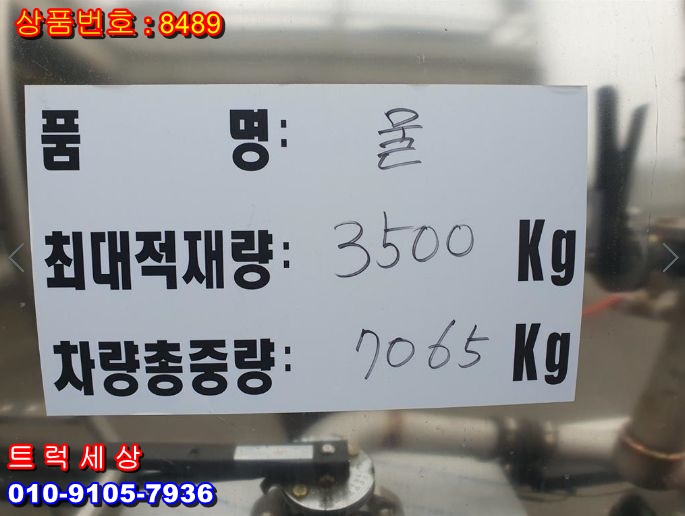 상품번호 : 8489
품 명 : 물
최대적재량 : 3500 Kg
차량총중량 : 7065 Kg
트럭세상
010-9105-7936